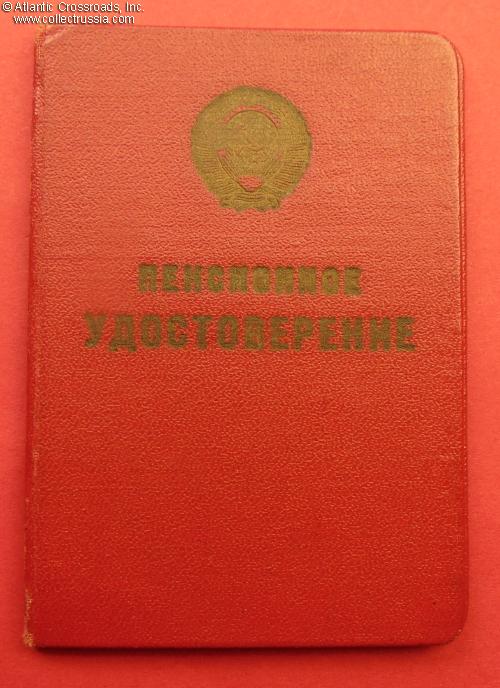 © Atlantic Crossroads, Inc.
www.collectrussia.com
ПЕНСИОННОЕ
УДОСТОВЕРЕНИЕ